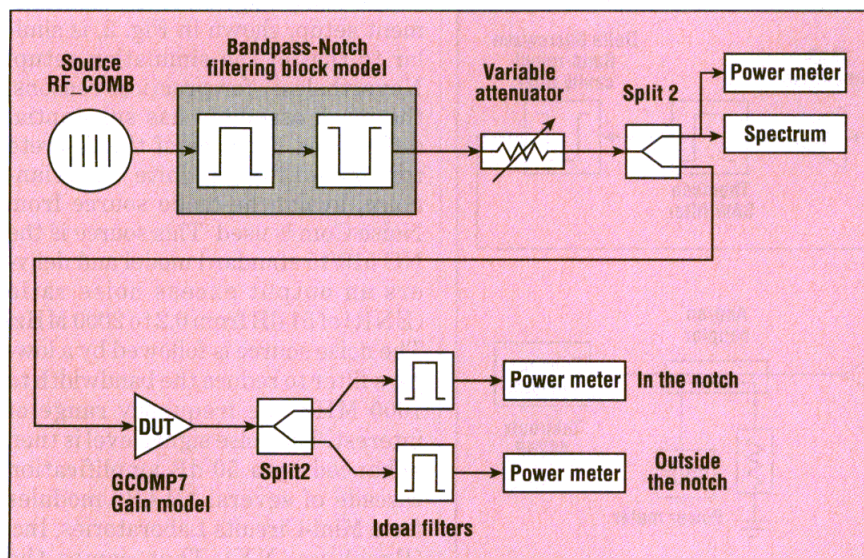 Source
RF_COMB
Bandpass-Notch
filtering block model
Variable
attenuator
Split 2
Power meter
Spectrum
DUT
GCOMP7
Gain model
Split2
Ideal filters
Power meter
In the notch
Power meter
Outside
the notch